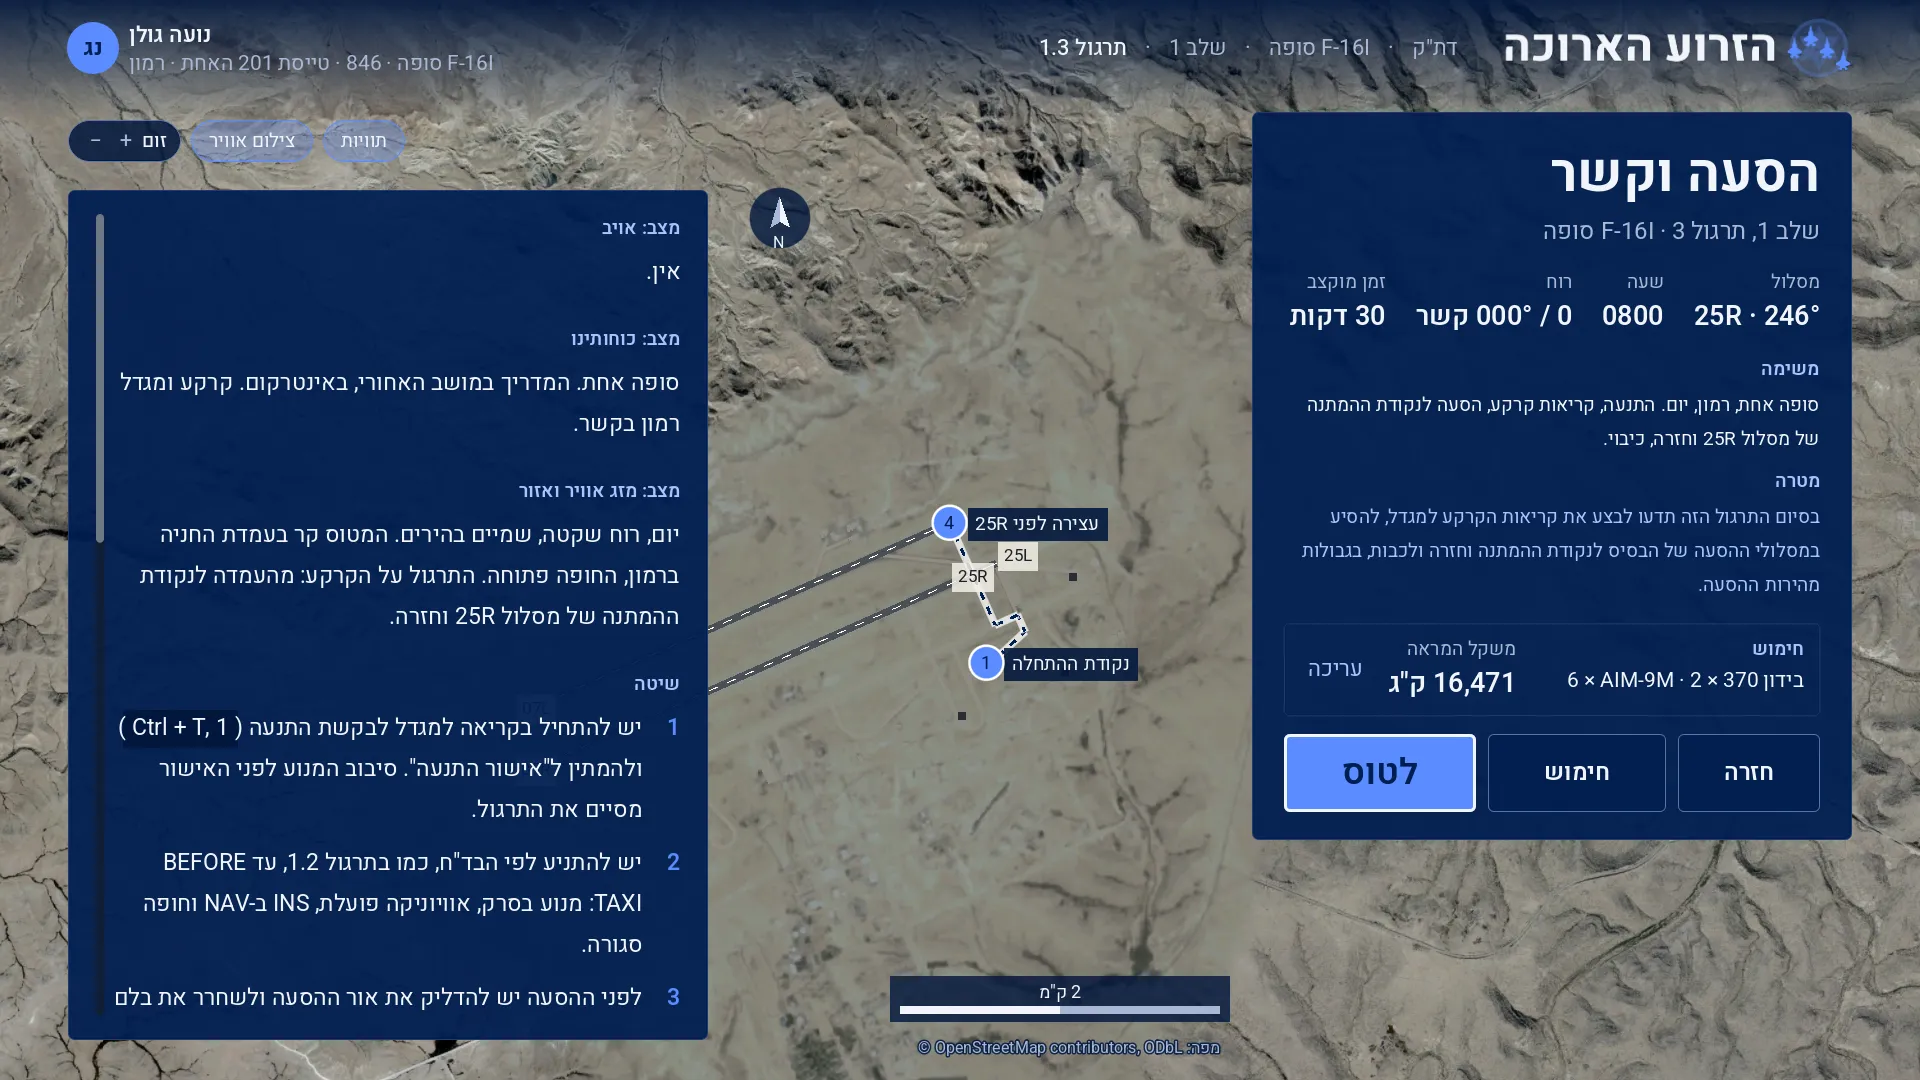 הזרוע הארוכה
דת"ק · F-16I סופה · שלב 1 · תרגול 1.3
נועה גולן
F-16I סופה · 846 · טייסת 201 האחת · רמון
נג
תוויות
צילום אוויר
זום + −
הסעה וקשר
שלב 1, תרגול 3 · F-16I סופה
מסלול
25R · 246°
שעה
0800
רוח
000° / 0 קשר
זמן מוקצב
30 דקות
משימה
סופה אחת, רמון, יום. התנעה, קריאות קרקע, הסעה לנקודת ההמתנה
של מסלול 25R וחזרה, כיבוי.
מטרה
בסיום התרגול הזה תדעו לבצע את קריאות הקרקע למגדל, להסיע
במסלולי ההסעה של הבסיס לנקודת ההמתנה וחזרה ולכבות, בגבולות
מהירות ההסעה.
חימוש
6 × AIM-9M · 2 × 370 בידון
משקל המראה
16,471 ק"ג
עריכה
חזרה
חימוש
לטוס
מצב: אויב
אין.
מצב: כוחותינו
סופה אחת. המדריך במושב האחורי, באינטרקום. קרקע ומגדל
רמון בקשר.
מצב: מזג אוויר ואזור
יום, רוח שקטה, שמיים בהירים. המטוס קר בעמדת החניה
ברמון, החופה פתוחה. התרגול על הקרקע: מהעמדה לנקודת
ההמתנה של מסלול 25R וחזרה.
שיטה
1 יש להתחיל בקריאה למגדל לבקשת התנעה ( Ctrl + T, 1 )
ולהמתין ל"אישור התנעה". סיבוב המנוע לפני האישור
מסיים את התרגול.
2 יש להתניע לפי הבד"ח, כמו בתרגול 1.2, עד BEFORE
TAXI: מנוע בסרק, אוויוניקה פועלת, INS ב-NAV וחופה
סגורה.
3 לפני ההסעה יש להדליק את אור ההסעה ולשחרר את בלם
N
4
עצירה לפני 25R
25L
25R
1
נקודת ההתחלה
2 ק"מ
מפה: © OpenStreetMap contributors, ODbL